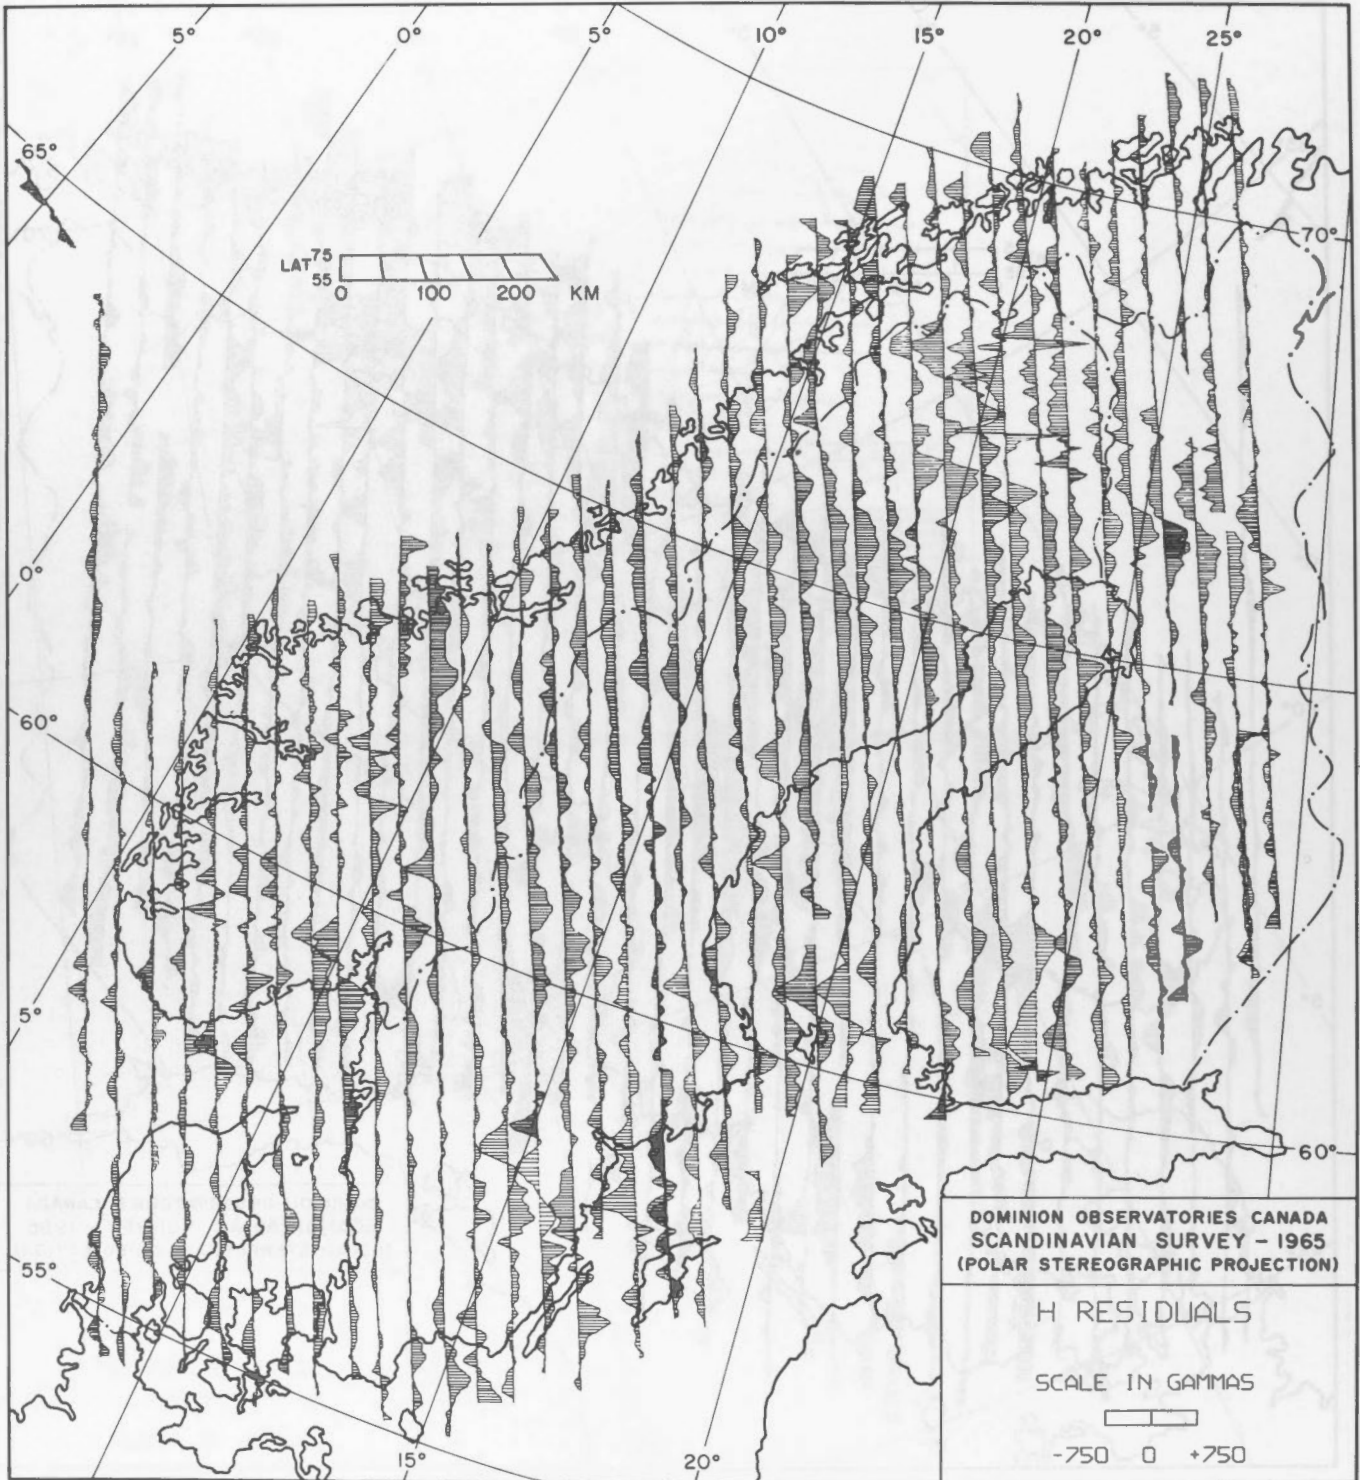 5° 0° 5° 10° 15° 20° 25°
65°
70°
LAT 75
55
0 100 200 KM
0°
60°
5°
60°
55°
15° 20°
DOMINION OBSERVATORIES CANADA
SCANDINAVIAN SURVEY - 1965
(POLAR STEREOGRAPHIC PROJECTION)
H RESIDUALS
SCALE IN GAMMAS
-750 0 +750